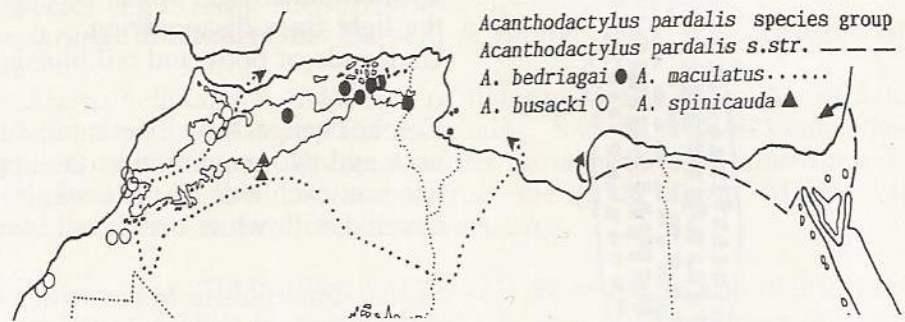 Acanthodactylus pardalis species group
Acanthodactylus pardalis s.str.
A. bedriagai ● A. maculatus
A. busacki ○ A. spinicauda ▲